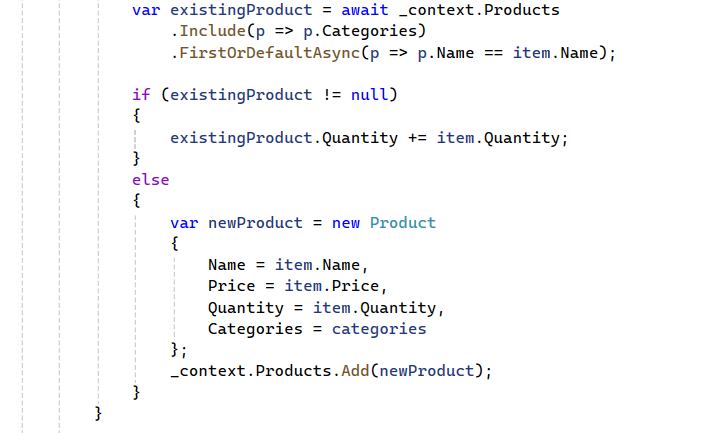 var existingProduct = await _context.Products
.Include(p => p.Categories)
.FirstOrDefaultAsync(p => p.Name == item.Name);
if (existingProduct != null)
{
existingProduct.Quantity += item.Quantity;
}
else
{
var newProduct = new Product
{
Name = item.Name,
Price = item.Price,
Quantity = item.Quantity,
Categories = categories
};
_context.Products.Add(newProduct);
}
}